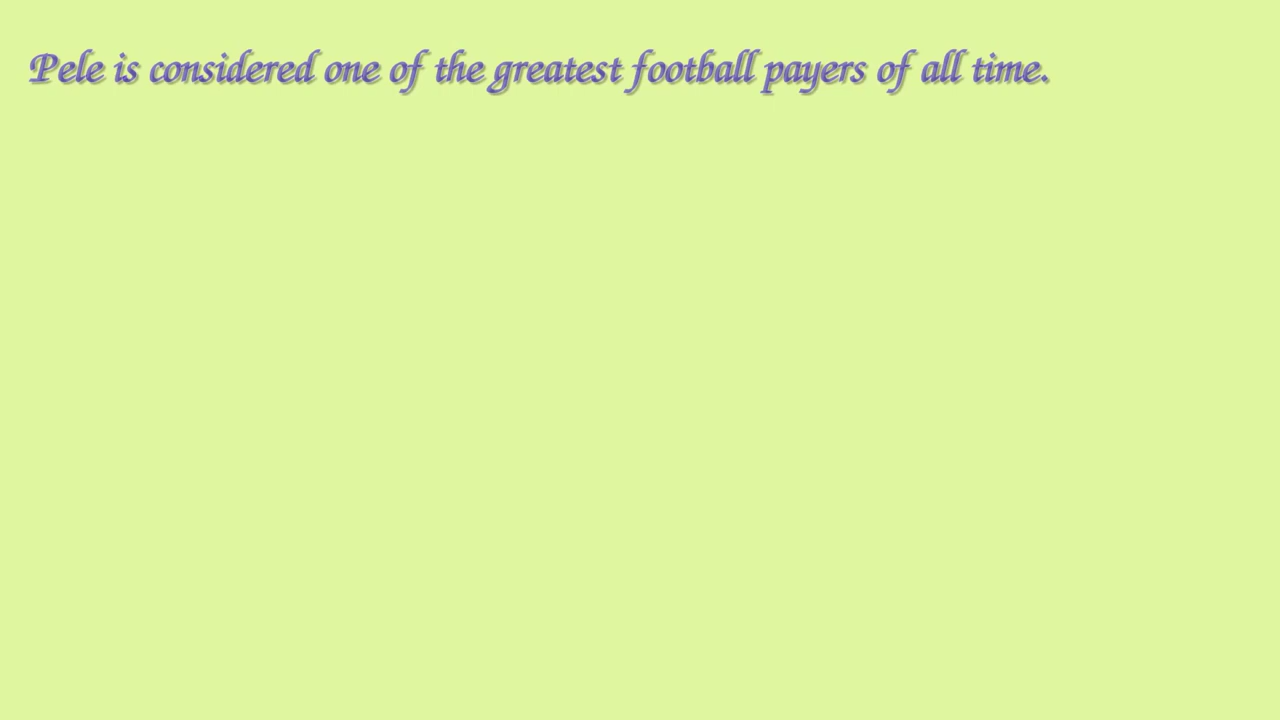 Pele is considered one of the greatest football payers of all time.